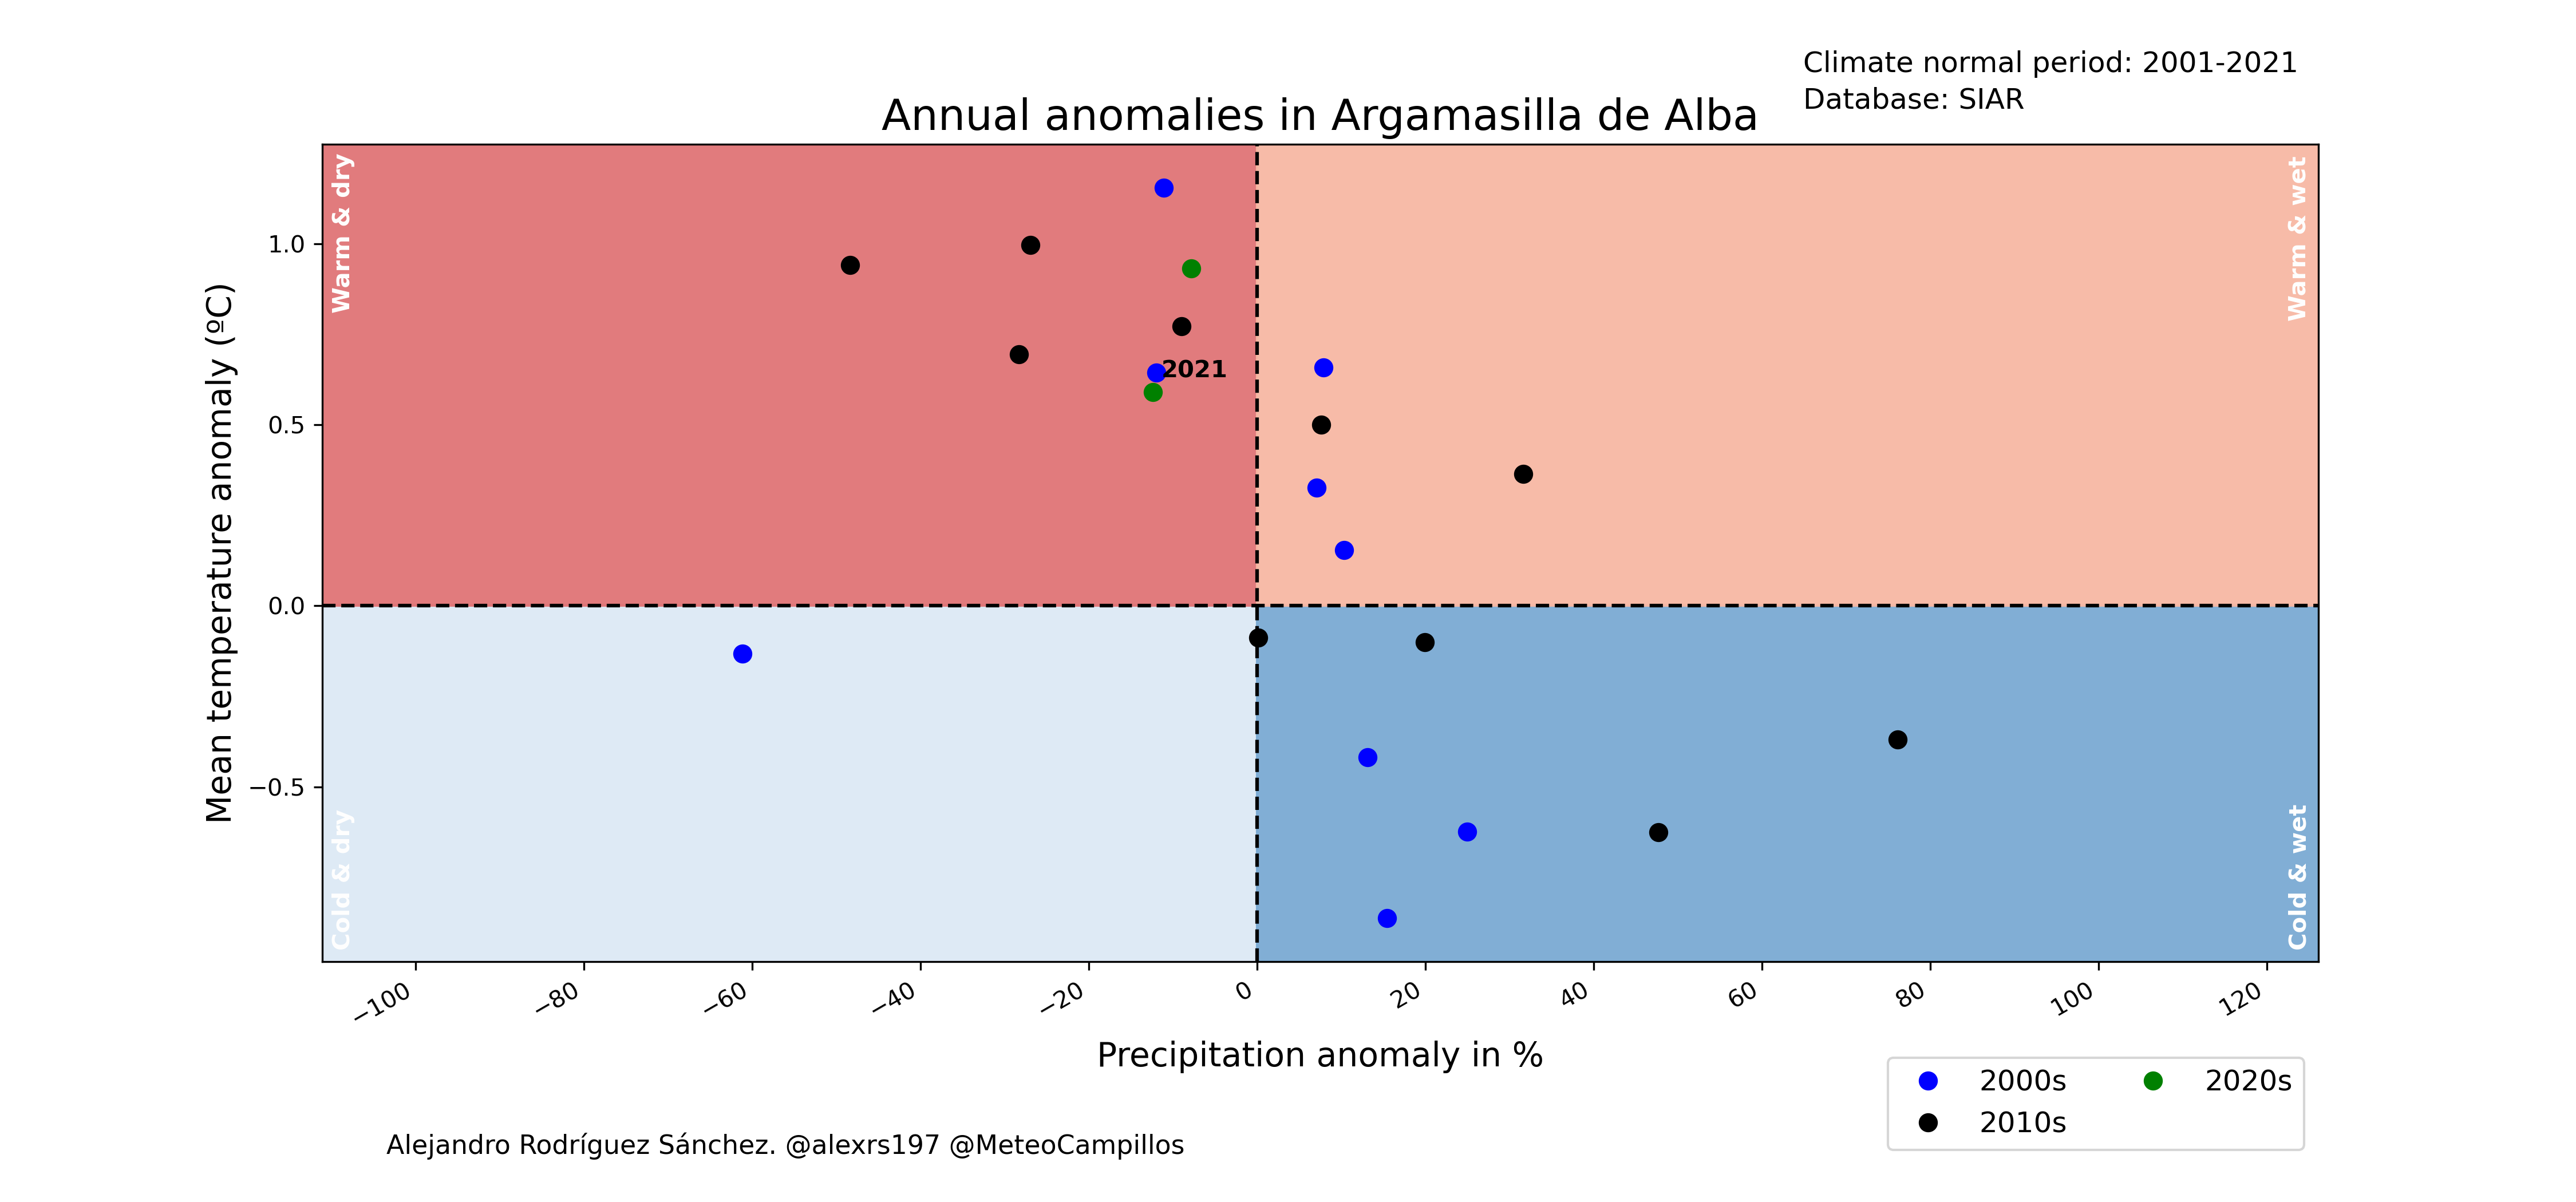 Climate normal period: 2001-2021
Database: SIAR
Annual anomalies in Argamasilla de Alba
Warm & dry
Warm & wet
1.0
0.5
0.0
−0.5
Mean temperature anomaly (ºC)
2021
Cold & dry
Cold & wet
−100
−80
−60
−40
−20
0
20
40
60
80
100
120
Precipitation anomaly in %
2000s
2010s
2020s
Alejandro Rodríguez Sánchez. @alexrs197 @MeteoCampillos